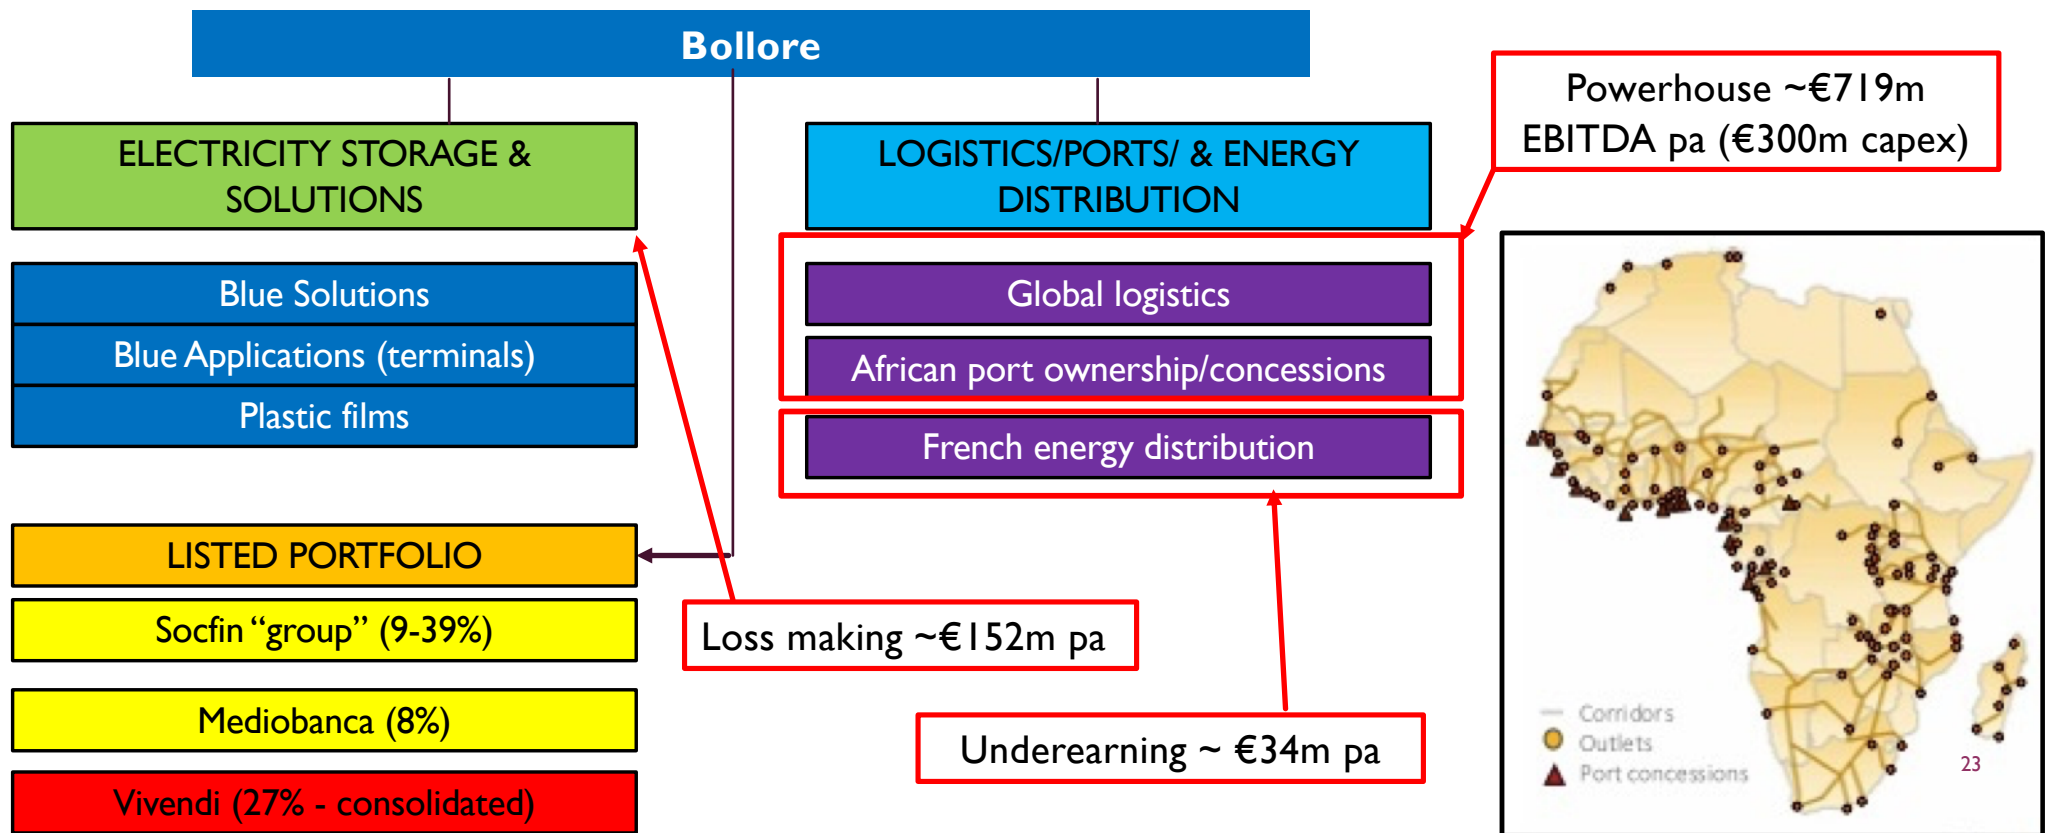 Bollore
ELECTRICITY STORAGE &
SOLUTIONS
Blue Solutions
Blue Applications (terminals)
Plastic films
LISTED PORTFOLIO
Socfin “group” (9-39%)
Mediobanca (8%)
Vivendi (27% - consolidated)
LOGISTICS/PORTS/ & ENERGY
DISTRIBUTION
Global logistics
African port ownership/concessions
French energy distribution
Loss making ~€152m pa
Underearning ~ €34m pa
Powerhouse ~€719m
EBITDA pa (€300m capex)
Corridors
Outlets
Port concessions
23